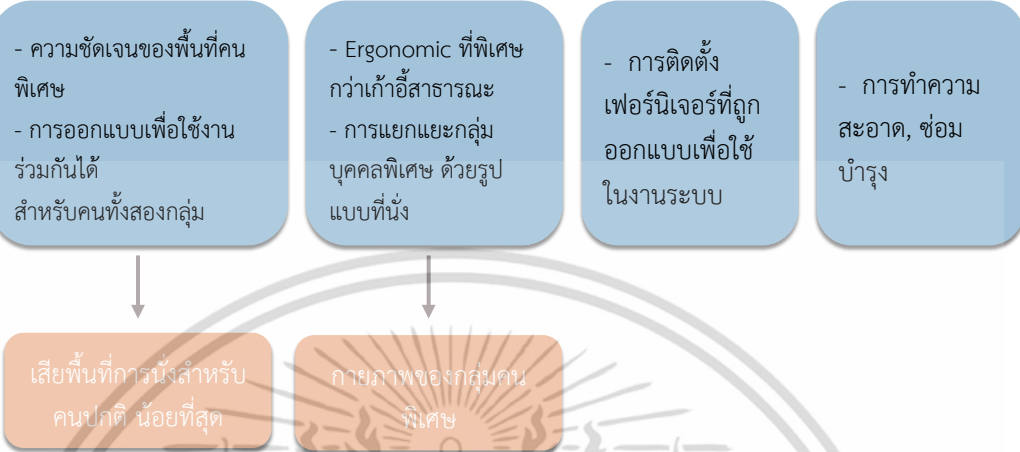 - ความชัดเจนของพื้นที่คน
พิเศษ
- การออกแบบเพื่อใช้งาน
ร่วมกันได้
สำหรับคนทั้งสองกลุ่ม
- Ergonomic ที่พิเศษ
กว่าเก้าอี้สาธารณะ
- การแยกแยะกลุ่ม
บุคคลพิเศษ ด้วยรูป
แบบที่นั่ง
- การติดตั้ง
เฟอร์นิเจอร์ที่ถูก
ออกแบบเพื่อใช้
ในงานระบบ
- การทำความ
สะอาด, ซ่อม
บำรุง
เสียพื้นที่การนั่งสำหรับ
คนปกติ น้อยที่สุด
กายภาพของกลุ่มคน
พิเศษ